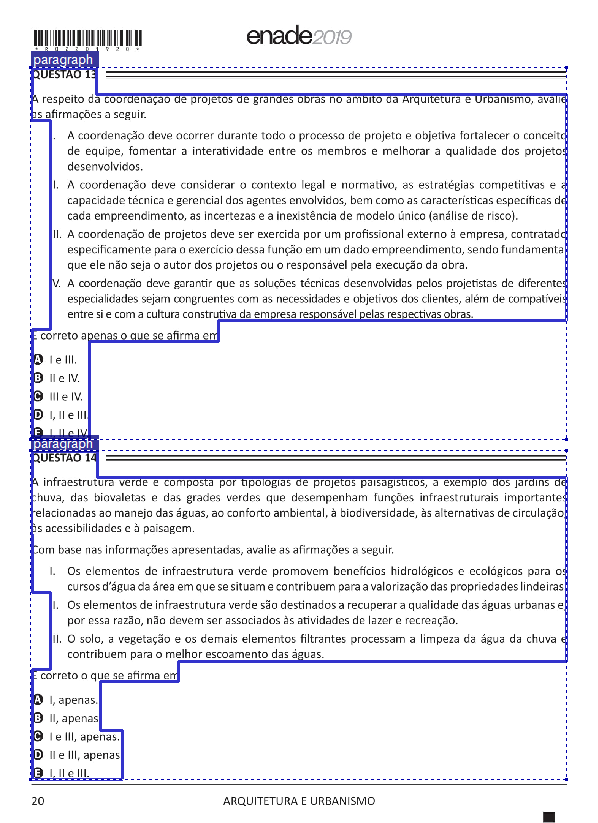 enade2019
*R0220192 0*
paragraph
QUESTÃO 13
A respeito da coordenação de projetos de grandes obras no âmbito da Arquitetura e Urbanismo, avalie
as afirmações a seguir.
I. A coordenação deve ocorrer durante todo o processo de projeto e objetiva fortalecer o conceito
de equipe, fomentar a interatividade entre os membros e melhorar a qualidade dos projetos
desenvolvidos.
II. A coordenação deve considerar o contexto legal e normativo, as estratégias competitivas e a
capacidade técnica e gerencial dos agentes envolvidos, bem como as características específicas de
cada empreendimento, as incertezas e a inexistência de modelo único (análise de risco).
III. A coordenação de projetos deve ser exercida por um profissional externo à empresa, contratado
especificamente para o exercício dessa função em um dado empreendimento, sendo fundamental
que ele não seja o autor dos projetos ou o responsável pela execução da obra.
IV. A coordenação deve garantir que as soluções técnicas desenvolvidas pelos projetistas de diferentes
especialidades sejam congruentes com as necessidades e objetivos dos clientes, além de compatíveis
entre si e com a cultura construtiva da empresa responsável pelas respectivas obras.
É correto apenas o que se afirma em
A I e III.
B II e IV.
C III e IV.
D I, II e III.
E I, II e IV.
paragraph
QUESTÃO 14
A infraestrutura verde é composta por tipologias de projetos paisagísticos, a exemplo dos jardins de
chuva, das biovaletas e das grades verdes que desempenham funções infraestruturais importantes
relacionadas ao manejo das águas, ao conforto ambiental, à biodiversidade, às alternativas de circulação,
às acessibilidades e à paisagem.
Com base nas informações apresentadas, avalie as afirmações a seguir.
I. Os elementos de infraestrutura verde promovem benefícios hidrológicos e ecológicos para os
cursos d'água da área em que se situam e contribuem para a valorização das propriedades lindeiras.
II. Os elementos de infraestrutura verde são destinados a recuperar a qualidade das águas urbanas e,
por essa razão, não devem ser associados às atividades de lazer e recreação.
III. O solo, a vegetação e os demais elementos filtrantes processam a limpeza da água da chuva e
contribuem para o melhor escoamento das águas.
É correto o que se afirma em
A I, apenas.
B II, apenas.
C I e III, apenas.
D II e III, apenas.
E I, II e III.
20 ARQUITETURA E URBANISMO